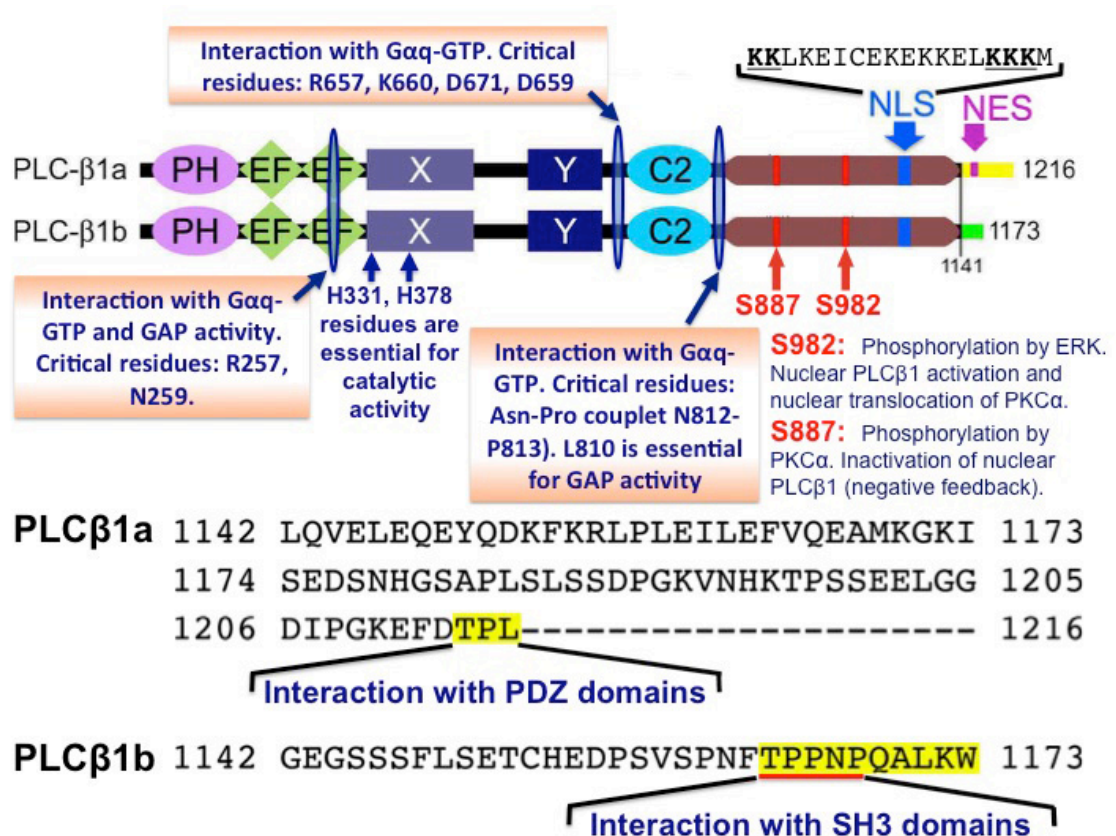 Interaction with Gαq-GTP. Critical
residues: R657, K660, D671, D659
KKLKEICEKEKKELKKKM
NLS
NES
PLC-β1a
PH
EF
EF
X
Y
C2
1216
PLC-β1b
PH
EF
EF
X
Y
C2
1173
1141
Interaction with Gαq-
GTP and GAP activity.
Critical residues: R257,
N259.
H331, H378
residues are
essential for
catalytic
activity
Interaction with Gαq-
GTP. Critical residues:
Asn-Pro couplet N812-
P813). L810 is essential
for GAP activity
S887
S982
S982: Phosphorylation by ERK.
Nuclear PLCβ1 activation and
nuclear translocation of PKCα.
S887: Phosphorylation by
PKCα. Inactivation of nuclear
PLCβ1 (negative feedback).
PLCβ1a 1142 LQVELEQEYQDKFKRLPLEILEFVQEAMKGKI 1173
1174 SEDSNHGSAPLSLSSDPGKVNHKTPSSEELGG 1205
1206 DIPGKEFDTPL--------------------- 1216
Interaction with PDZ domains
PLCβ1b 1142 GEGSSSFLSETCHEDPSVSPNFTPPNPQALKW 1173
Interaction with SH3 domains